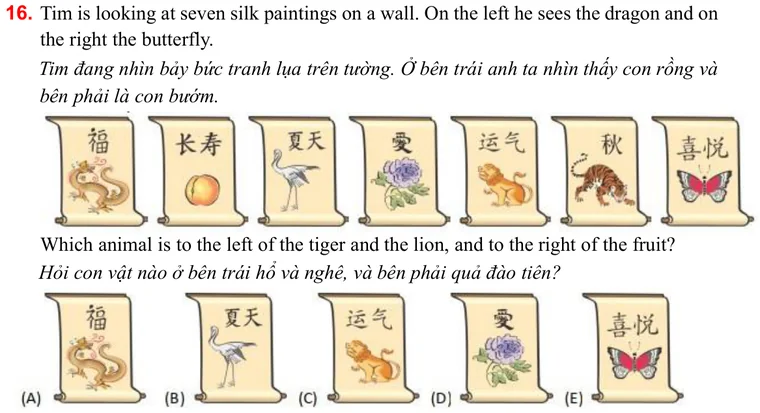 16. Tim is looking at seven silk paintings on a wall. On the left he sees the dragon and on
the right the butterfly.
Tim đang nhìn bảy bức tranh lụa trên tường. Ở bên trái anh ta nhìn thấy con rồng và
bên phải là con bướm.
福 长寿 夏天 愛 运气 秋 喜悦
Which animal is to the left of the tiger and the lion, and to the right of the fruit?
Hỏi con vật nào ở bên trái hổ và nghê, và bên phải quả đào tiên?
福 夏天 运气 愛 喜悦
(A) (B) (C) (D) (E)